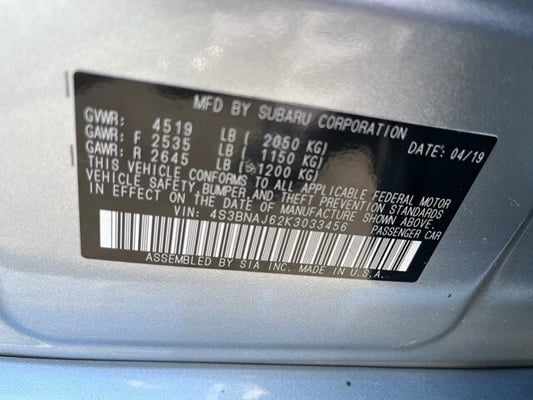 MFD BY SUBARU CORPORATION
GVWR: 4519 LB ( 2050 KG) DATE: 04/19
GAWR: F 2535 LB ( 1150 KG)
GAWR: R 2645 LB ( 1200 KG)
THIS VEHICLE CONFORMS TO ALL APPLICABLE FEDERAL MOTOR
VEHICLE SAFETY, BUMPER, AND THEFT PREVENTION STANDARDS
IN EFFECT ON THE DATE OF MANUFACTURE SHOWN ABOVE.
VIN: 4S3BNAJ62K3033456 PASSENGER CAR
ASSEMBLED BY SIA INC. MADE IN U.S.A.